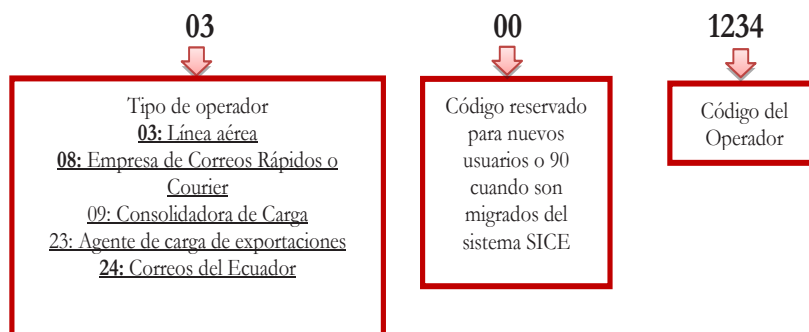 03 00 1234
Tipo de operador
03: Línea aérea
08: Empresa de Correos Rápidos o
Courier
09: Consolidadora de Carga
23: Agente de carga de exportaciones
24: Correos del Ecuador
Código reservado
para nuevos
usuarios o 90
cuando son
migrados del
sistema SICE
Código del
Operador